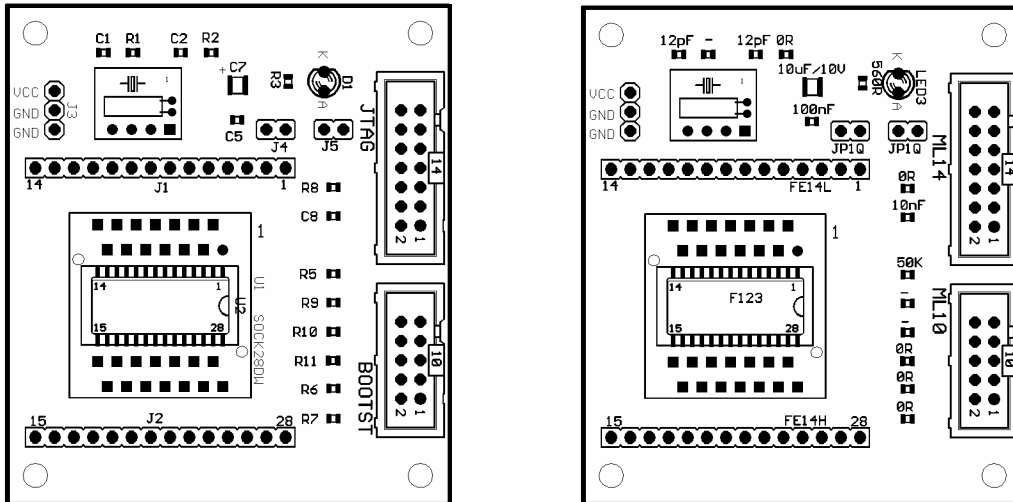 C1 R1 C2 R2
C7
+
K
D1
A
R3
1
VCC
GND
GND
J3
C5
J4
J5
JTAG
14
2 1
14 1
J1
R8
C8
1
U1 SOCK28DW
14 1
U2
15 28
R5
R9
R10
R11
R6
R7
BOOTST
10
2 1
15 28
J2
12pF - 12pF 0R
10uF/10V
K
LED3
A
560R
1
VCC
GND
GND
100nF
JP1Q
JP1Q
ML14
14
2 1
14 1
FE14L
0R
10nF
1
14 1
F123
15 28
50K
-
-
0R
0R
0R
ML10
10
2 1
15 28
FE14H